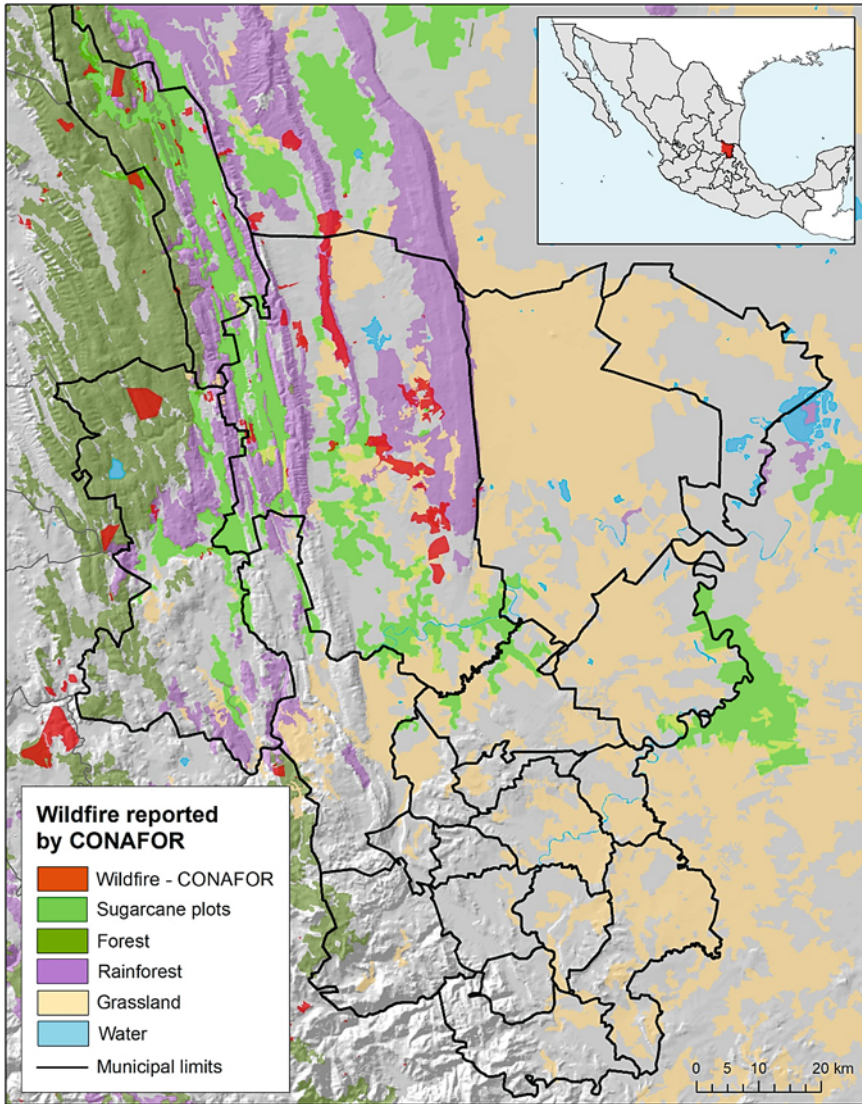 Wildfire reported
by CONAFOR
Wildfire - CONAFOR
Sugarcane plots
Forest
Rainforest
Grassland
Water
Municipal limits
0 5 10 20 km